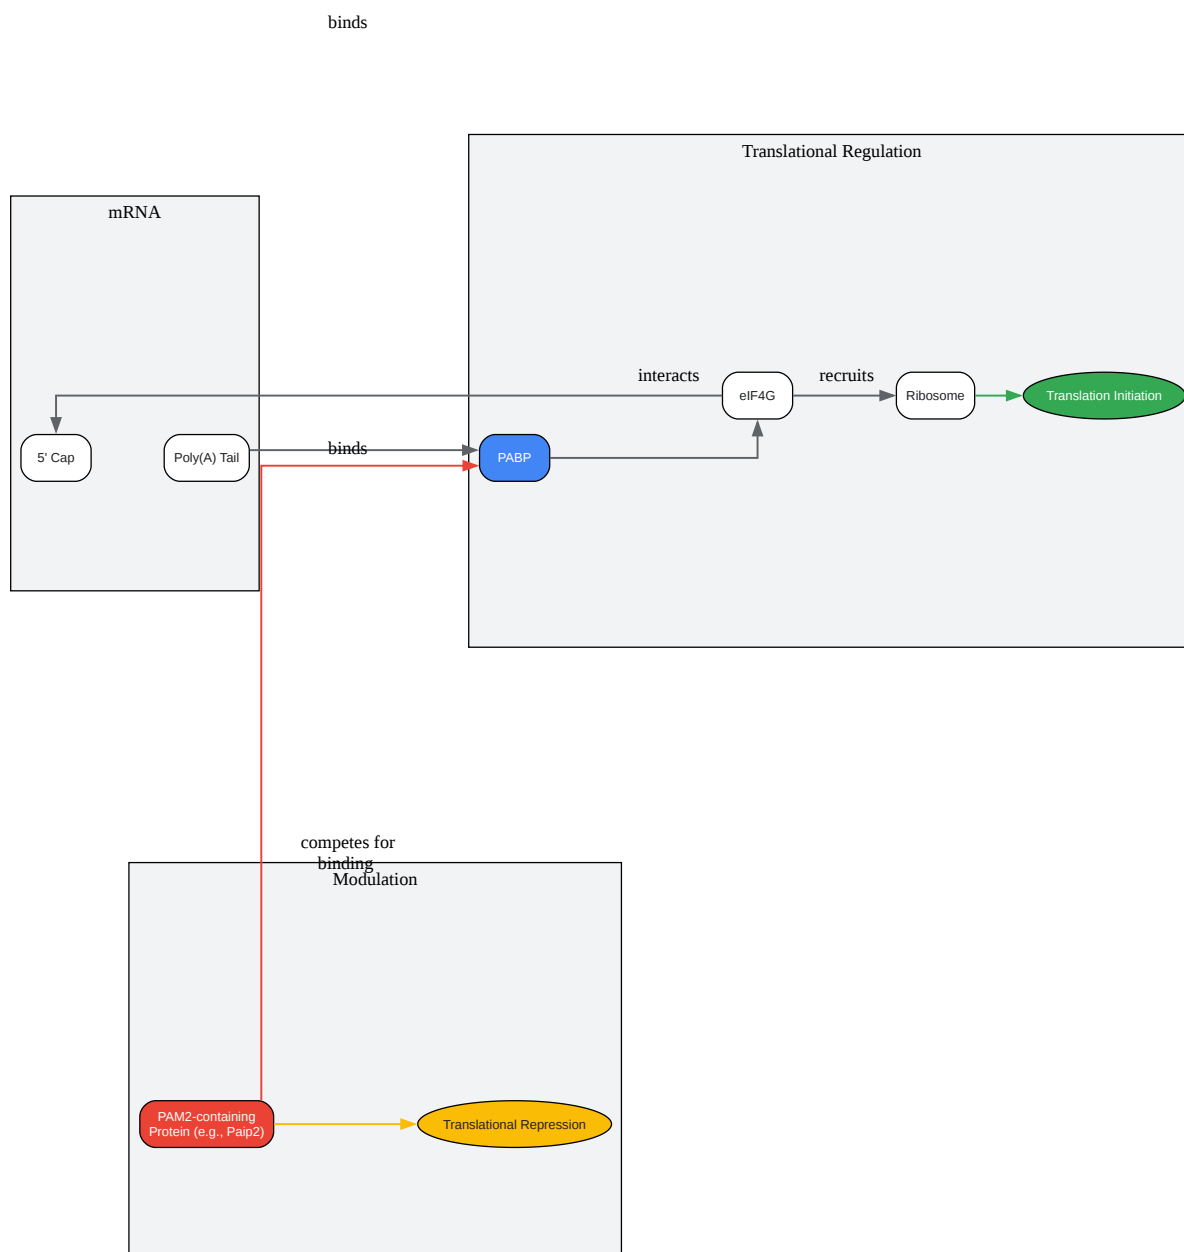 binds
Translational Regulation
mRNA
interacts
recruits
eIF4G
Ribosome
Translation Initiation
5' Cap
Poly(A) Tail
binds
PABP
competes for
binding
Modulation
PAM2-containing
Protein (e.g., Paip2)
Translational Repression